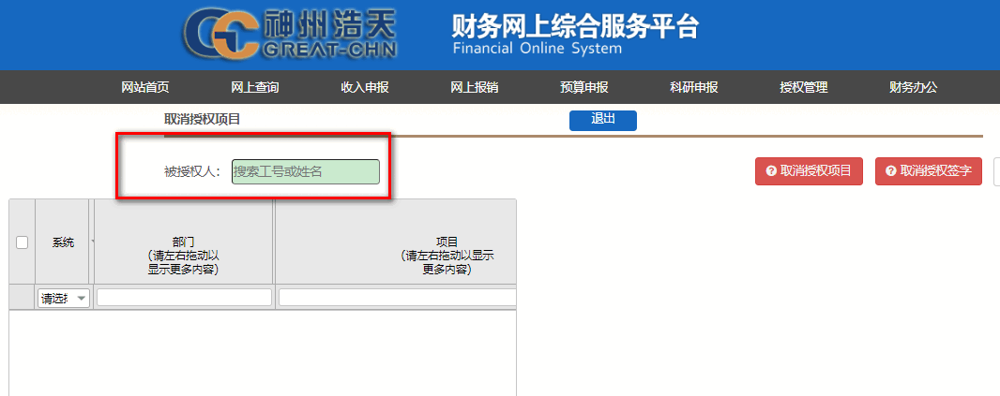 神州浩天
GREAT-CHN
财务网上综合服务平台
Financial Online System
网站首页 网上查询 收入申报 网上报销 预算申报 科研申报 授权管理 财务办公
取消授权项目 退出
被授权人: 搜索工号或姓名 取消授权项目 取消授权签字
系统
部门
(请左右拖动以
显示更多内容)
项目
(请左右拖动以显示
更多内容)
请选